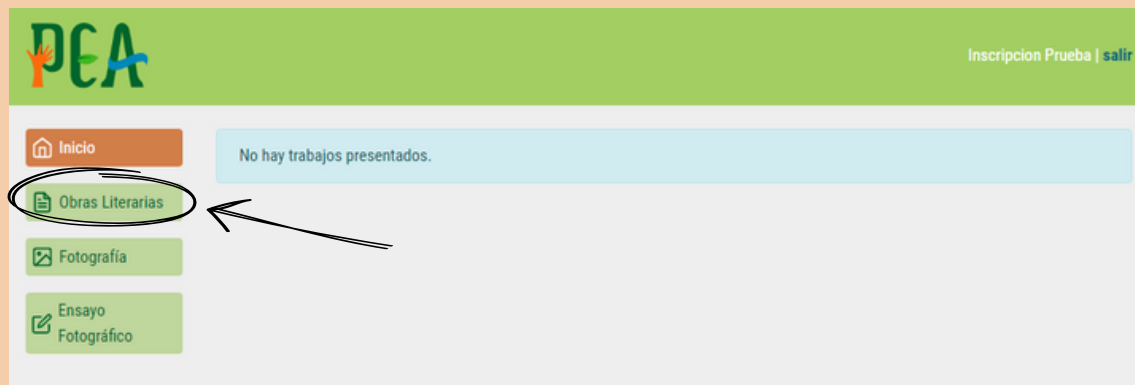 PEA
Inscripcion Prueba | salir
Inicio
No hay trabajos presentados.
Obras Literarias
Fotografía
Ensayo
Fotográfico